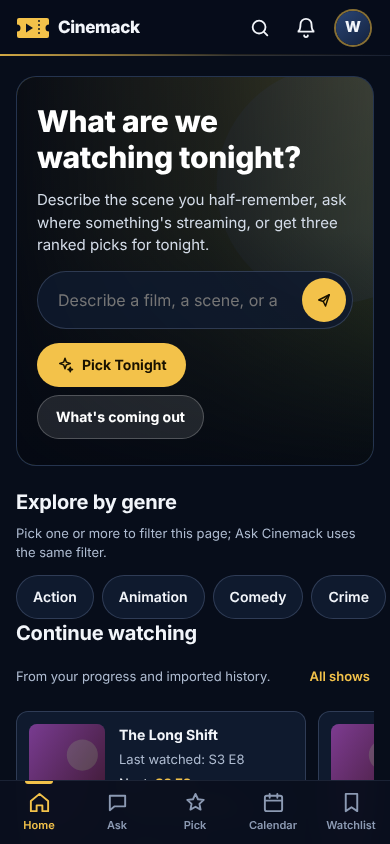 Cinemack
W
What are we
watching tonight?
Describe the scene you half-remember, ask
where something's streaming, or get three
ranked picks for tonight.
Describe a film, a scene, or a
Pick Tonight
What's coming out
Explore by genre
Pick one or more to filter this page; Ask Cinemack uses
the same filter.
Action Animation Comedy Crime
Continue watching
From your progress and imported history. All shows
The Long Shift
Last watched: S3 E8
Home Ask Pick Calendar Watchlist